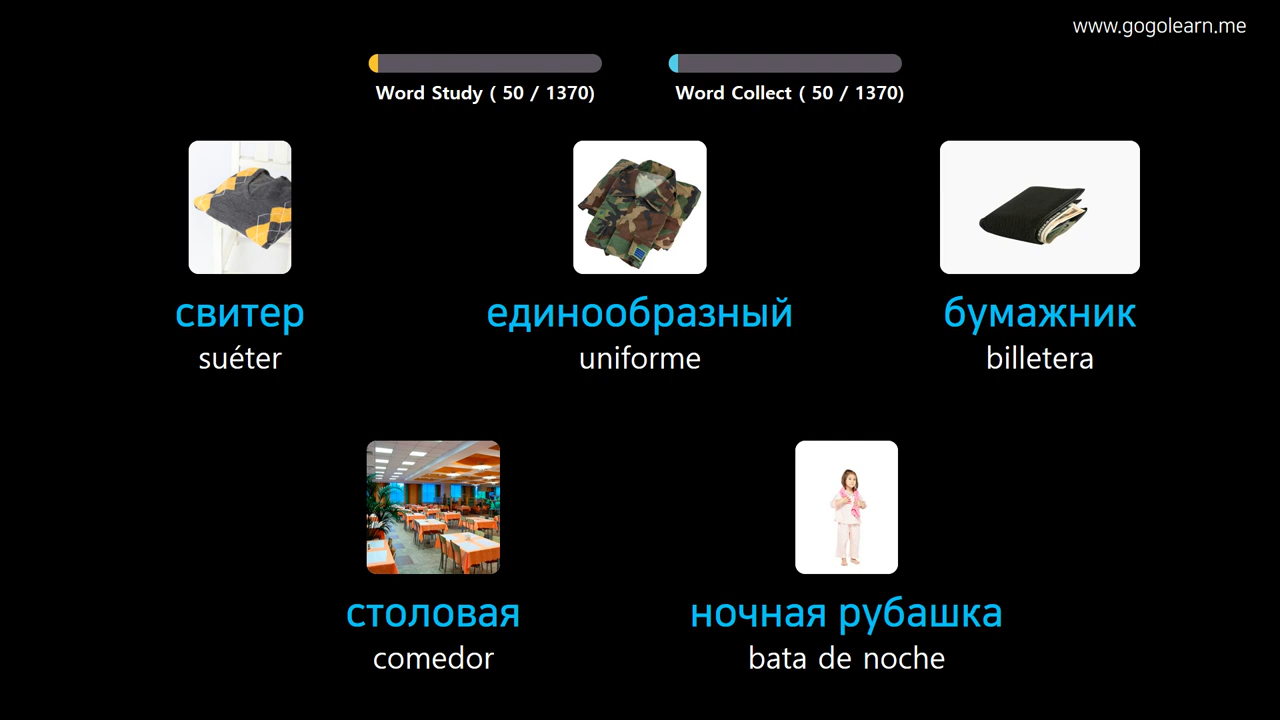 www.gogolearn.me
Word Study ( 50 / 1370)
Word Collect ( 50 / 1370)
свитер
suéter
единообразный
uniforme
бумажник
billetera
столовая
comedor
ночная рубашка
bata de noche